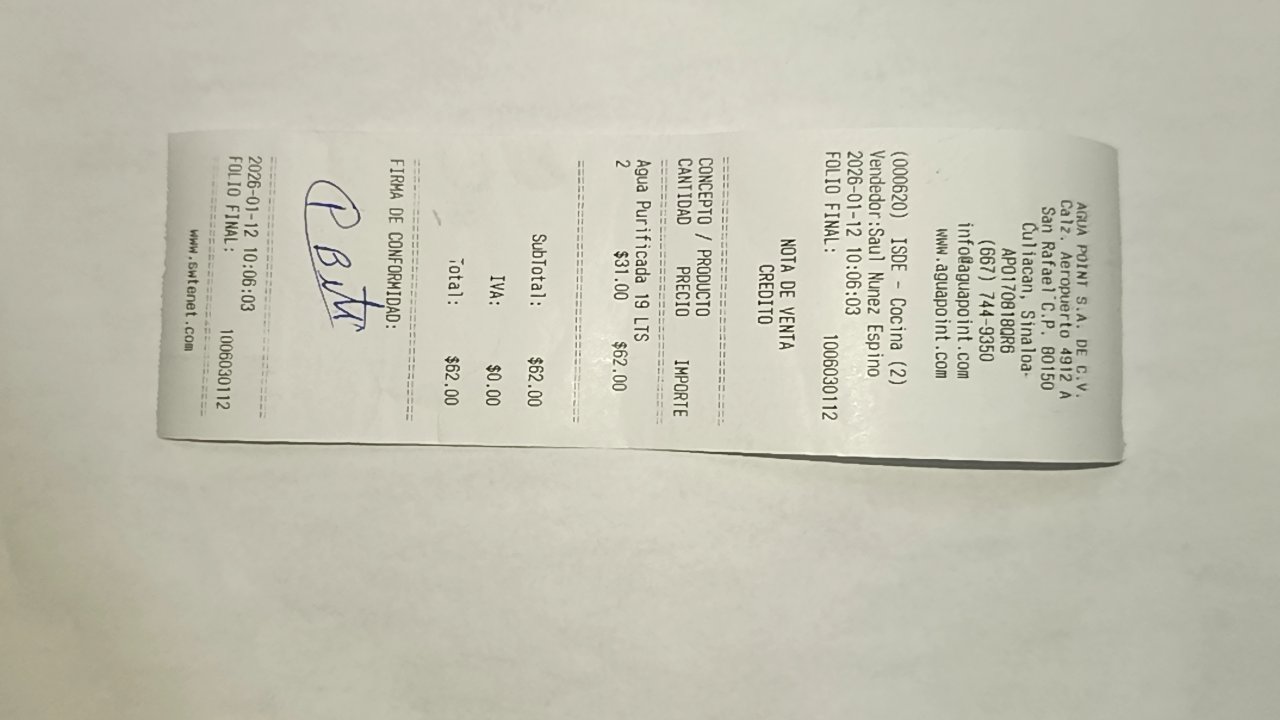 AGUA POINT S.A. DE C.V.
Calz. Aeropuerto 4912 A
San Rafael C.P. 80150
Culiacan, Sinaloa.
APO170818QR6
(667) 744-9350
info@aguapoint.com
www.aguapoint.com
(000620) ISDE - Cocina (2)
Vendedor:Saul Nunez Espino
2026-01-12 10:06:03
FOLIO FINAL: 1006030112
NOTA DE VENTA
CREDITO
CONCEPTO / PRODUCTO
CANTIDAD PRECIO IMPORTE
Agua Purificada 19 LTS
2 $31.00 $62.00
SubTotal: $62.00
IVA: $0.00
Total: $62.00
FIRMA DE CONFORMIDAD:
2026-01-12 10:06:03
FOLIO FINAL: 1006030112
www.swtenet.com